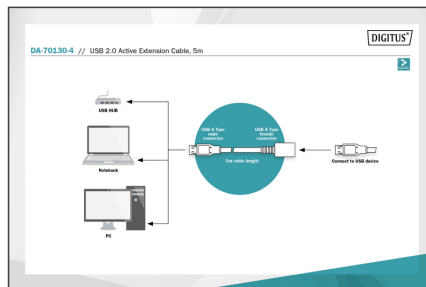 DIGITUS®
DA-70130-4 // USB 2.0 Active Extension Cable, 5m
USB HUB
USB A Type
male
connector
USB A Type
female
connector
Notebook
5m cable length
Connect to USB device
PC